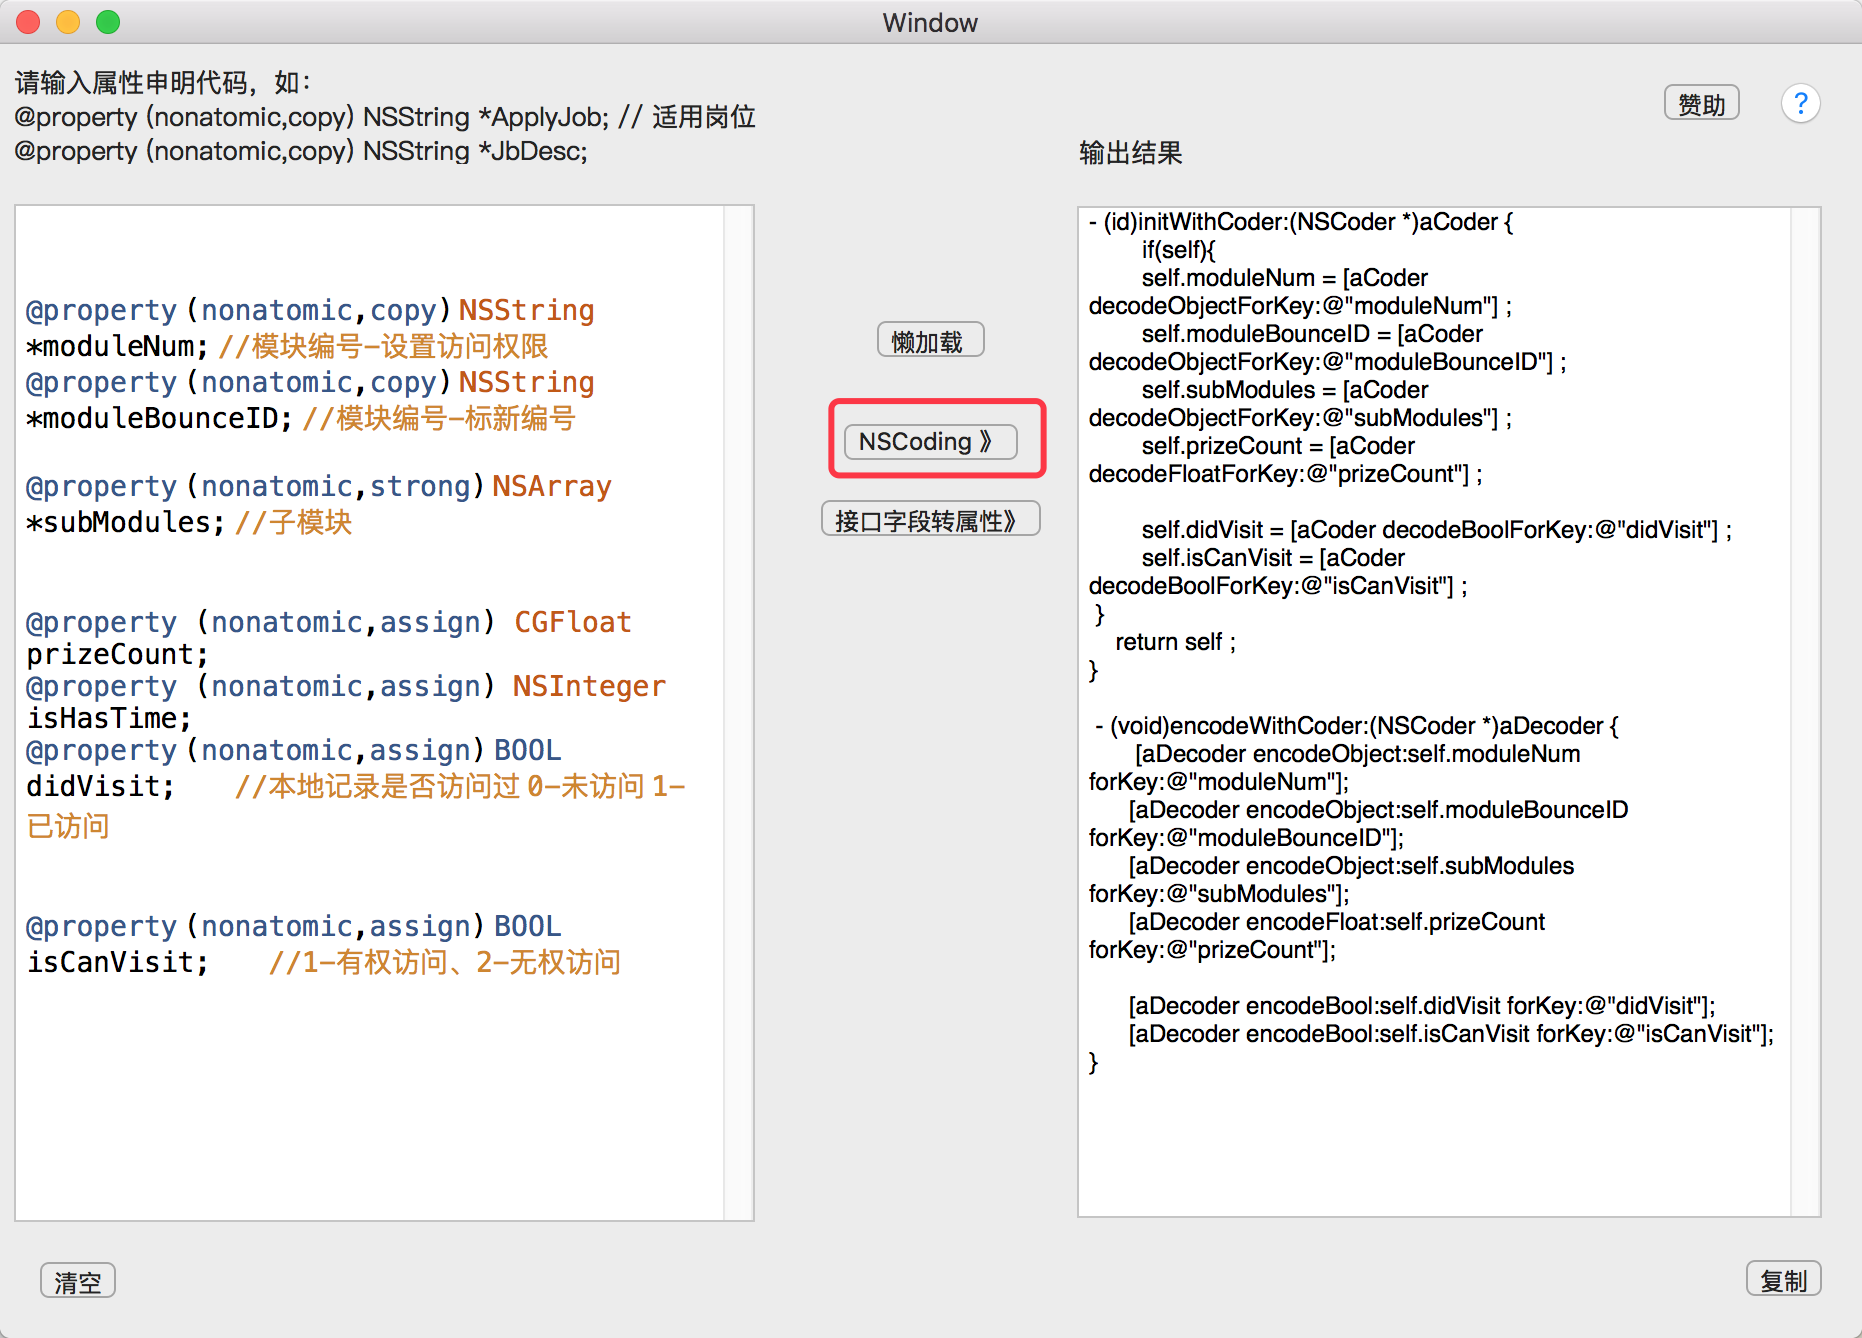 Window
请输入属性申明代码，如：
@property (nonatomic,copy) NSString *ApplyJob; // 适用岗位
@property (nonatomic,copy) NSString *JbDesc;
赞助
?
输出结果
@property(nonatomic,copy)NSString
*moduleNum;//模块编号-设置访问权限
@property(nonatomic,copy)NSString
*moduleBounceID;//模块编号-标新编号
@property(nonatomic,strong)NSArray
*subModules;//子模块
@property (nonatomic,assign) CGFloat
prizeCount;
@property (nonatomic,assign) NSInteger
isHasTime;
@property(nonatomic,assign)BOOL
didVisit;    //本地记录是否访问过 0-未访问 1-
已访问
@property(nonatomic,assign)BOOL
isCanVisit;    //1-有权访问、2-无权访问
懒加载
NSCoding 》
接口字段转属性》
- (id)initWithCoder:(NSCoder *)aCoder {
if(self){
self.moduleNum = [aCoder
decodeObjectForKey:@"moduleNum"] ;
self.moduleBounceID = [aCoder
decodeObjectForKey:@"moduleBounceID"] ;
self.subModules = [aCoder
decodeObjectForKey:@"subModules"] ;
self.prizeCount = [aCoder
decodeFloatForKey:@"prizeCount"] ;
self.didVisit = [aCoder decodeBoolForKey:@"didVisit"] ;
self.isCanVisit = [aCoder
decodeBoolForKey:@"isCanVisit"] ;
}
return self ;
}
- (void)encodeWithCoder:(NSCoder *)aDecoder {
[aDecoder encodeObject:self.moduleNum
forKey:@"moduleNum"];
[aDecoder encodeObject:self.moduleBounceID
forKey:@"moduleBounceID"];
[aDecoder encodeObject:self.subModules
forKey:@"subModules"];
[aDecoder encodeFloat:self.prizeCount
forKey:@"prizeCount"];
[aDecoder encodeBool:self.didVisit forKey:@"didVisit"];
[aDecoder encodeBool:self.isCanVisit forKey:@"isCanVisit"];
}
清空
复制